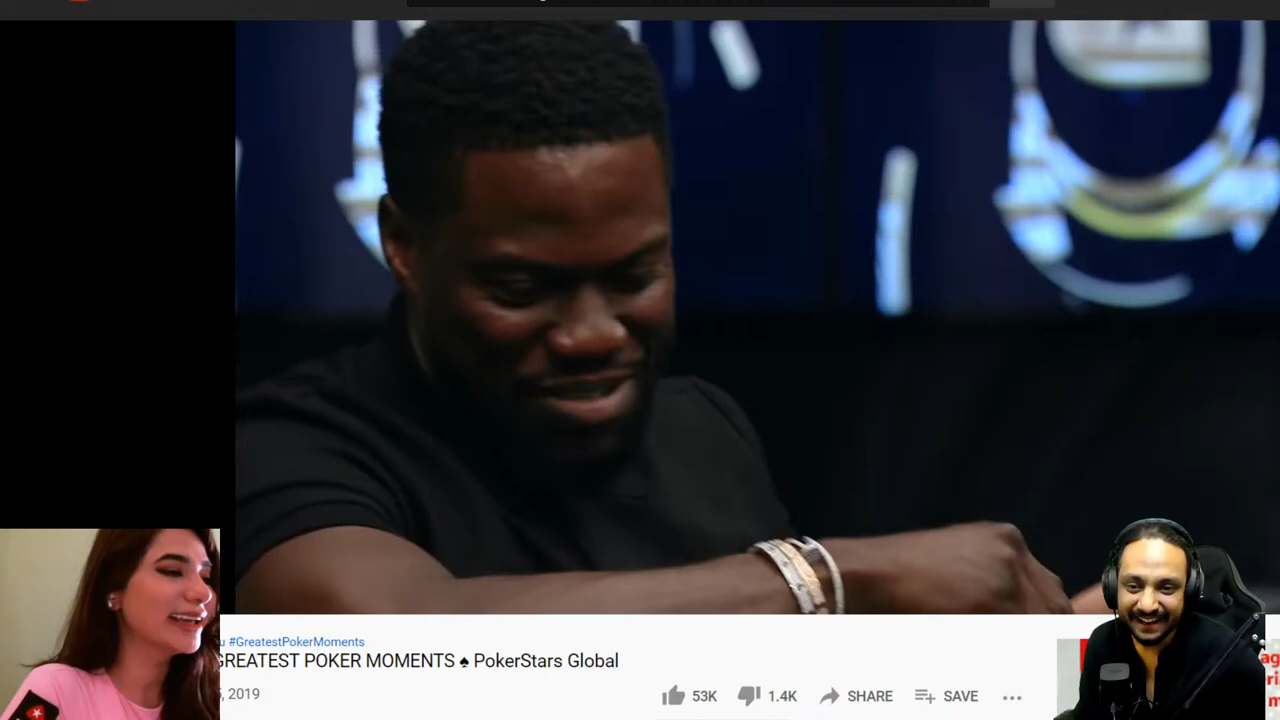 #GreatestPokerMoments
GREATEST POKER MOMENTS ♠ PokerStars Global
, 2019
53K
1.4K
SHARE
SAVE